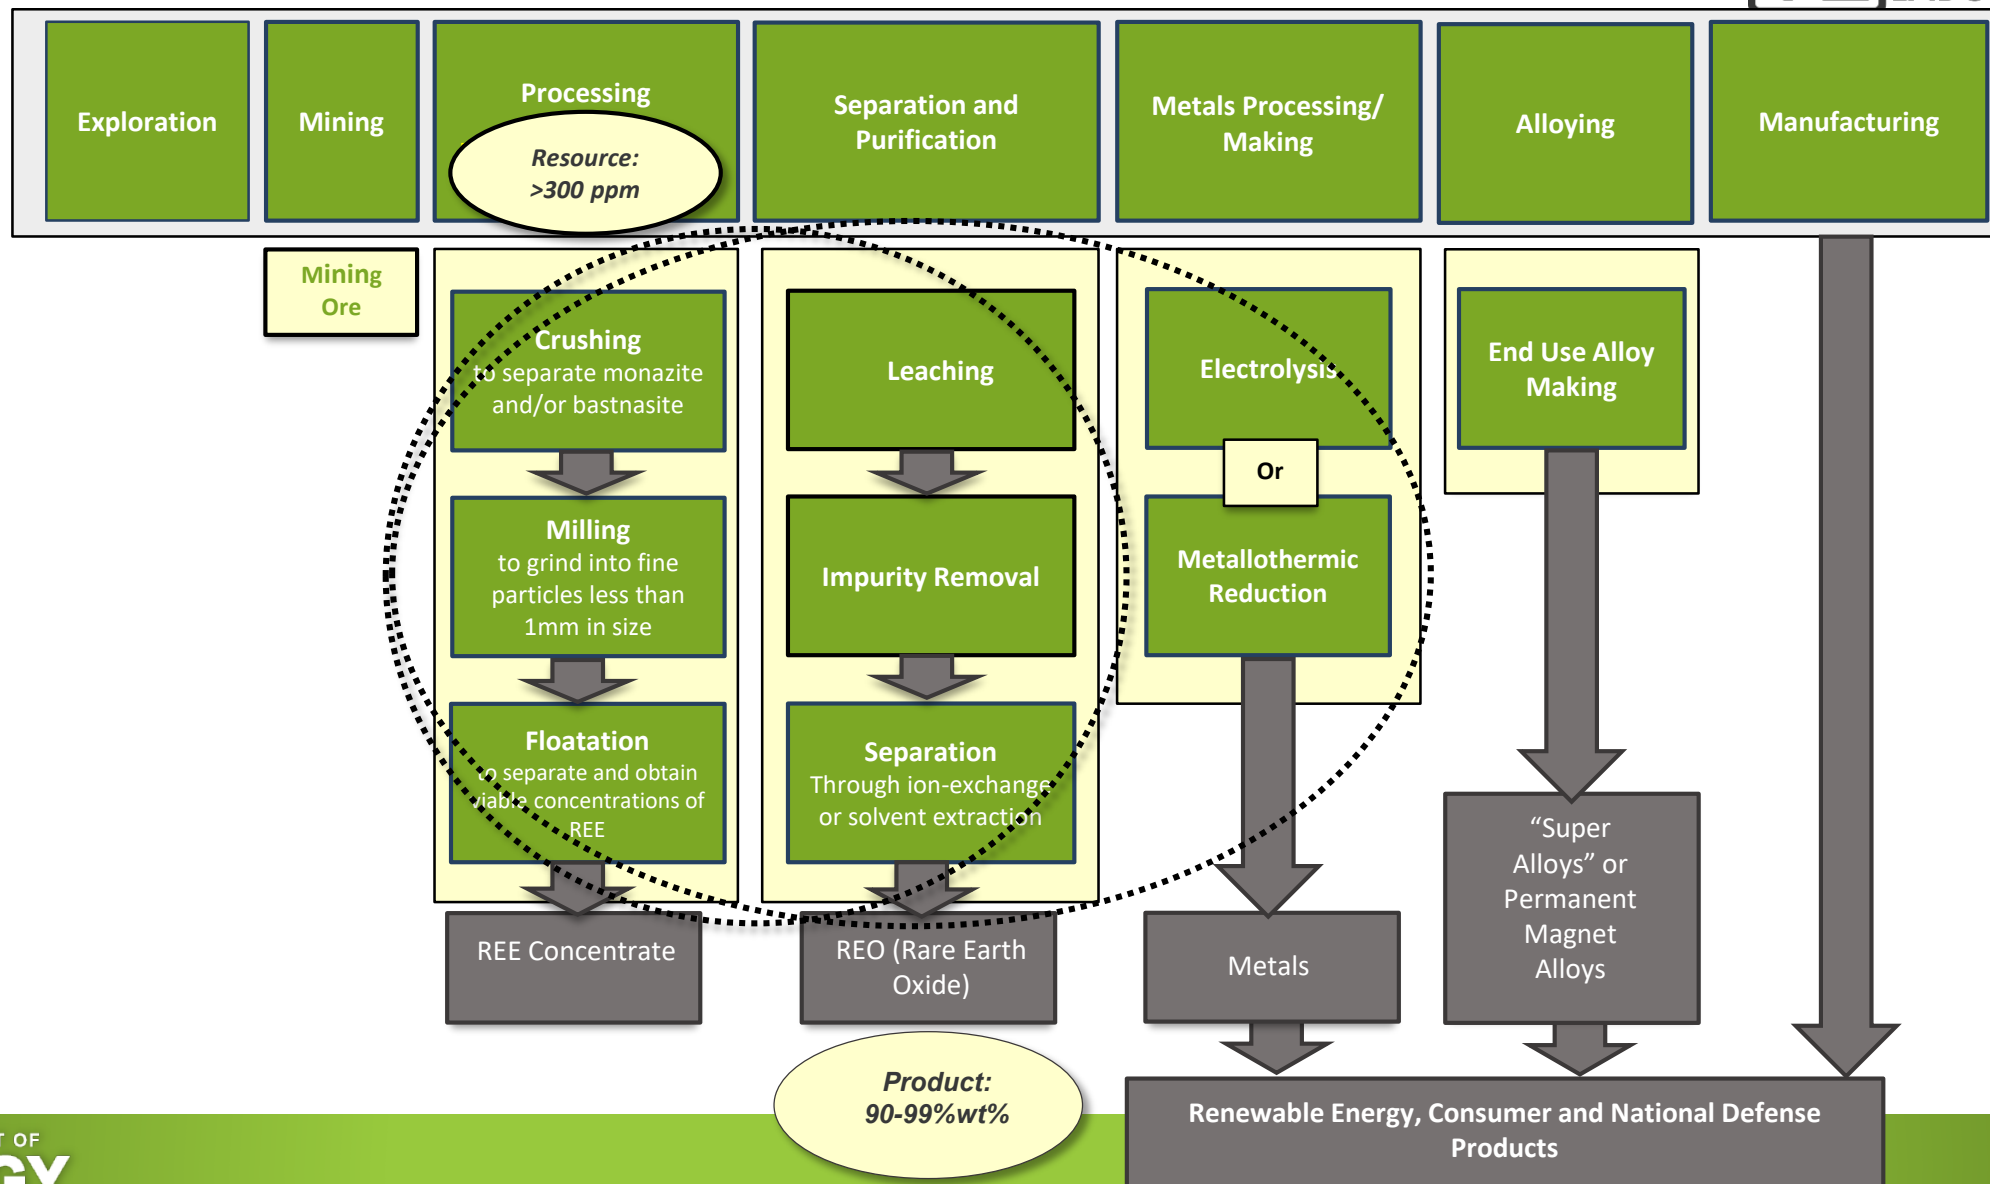 Exploration
Mining
Processing
Resource:
>300 ppm
Separation and
Purification
Metals Processing/
Making
Alloying
Manufacturing
Mining
Ore
Crushing
to separate monazite
and/or bastnasite
Milling
to grind into fine
particles less than
1mm in size
Floatation
to separate and obtain
viable concentrations of
REE
REE Concentrate
Leaching
Impurity Removal
Separation
Through ion-exchange
or solvent extraction
REO (Rare Earth
Oxide)
Product:
90-99%wt%
Electrolysis
Or
Metallothermic
Reduction
Metals
End Use Alloy
Making
“Super
Alloys” or
Permanent
Magnet
Alloys
Renewable Energy, Consumer and National Defense
Products
T OF